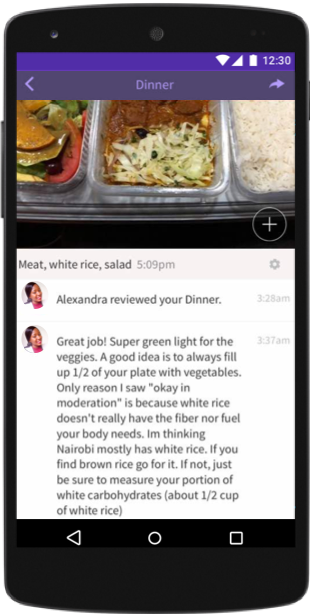 12:30
Dinner
Meat, white rice, salad 5:09pm
Alexandra reviewed your Dinner. 3:28am
Great job! Super green light for the 3:37am
veggies. A good idea is to always fill
up 1/2 of your plate with vegetables.
Only reason I saw "okay in
moderation" is because white rice
doesn't really have the fiber nor fuel
your body needs. Im thinking
Nairobi mostly has white rice. If you
find brown rice go for it. If not, just
be sure to measure your portion of
white carbohydrates (about 1/2 cup
of white rice)